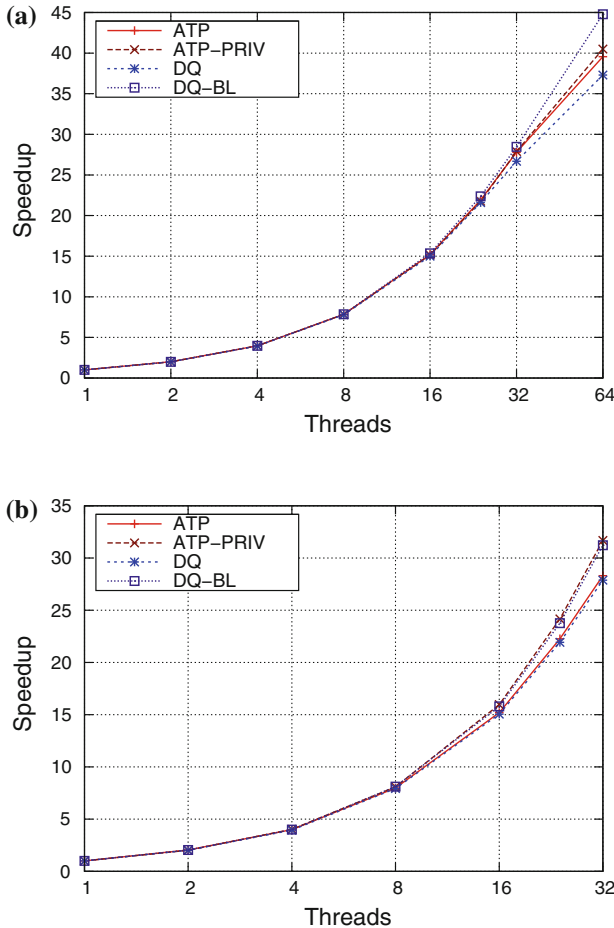 (a)
45
40
35
30
25
20
15
10
5
0
Speedup
ATP
ATP-PRIV
DQ
DQ-BL
1 2 4 8 16 32 64
Threads
(b)
35
30
25
20
15
10
5
0
Speedup
ATP
ATP-PRIV
DQ
DQ-BL
1 2 4 8 16 32
Threads